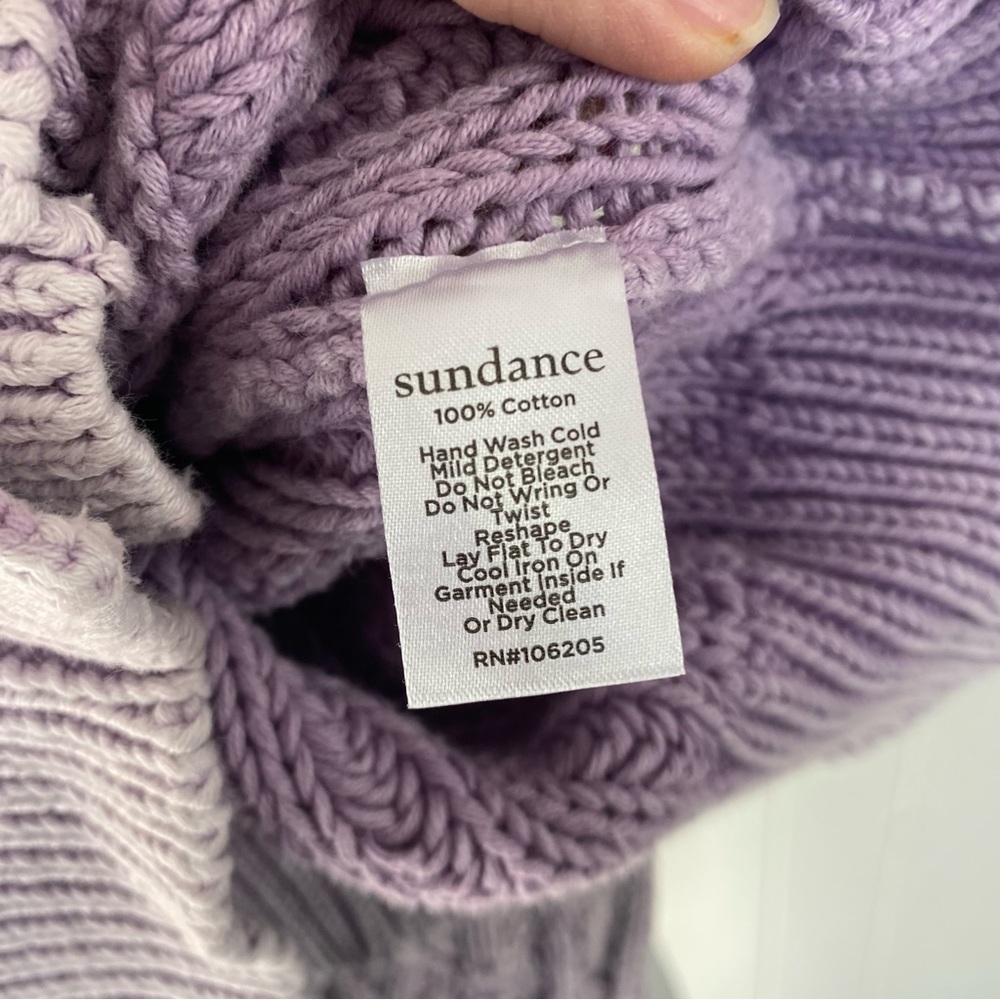 sundance
100% Cotton
Hand Wash Cold
Mild Detergent
Do Not Bleach
Do Not Wring Or
Twist
Reshape
Lay Flat To Dry
Cool Iron On
Garment Inside If
Needed
Or Dry Clean
RN#106205